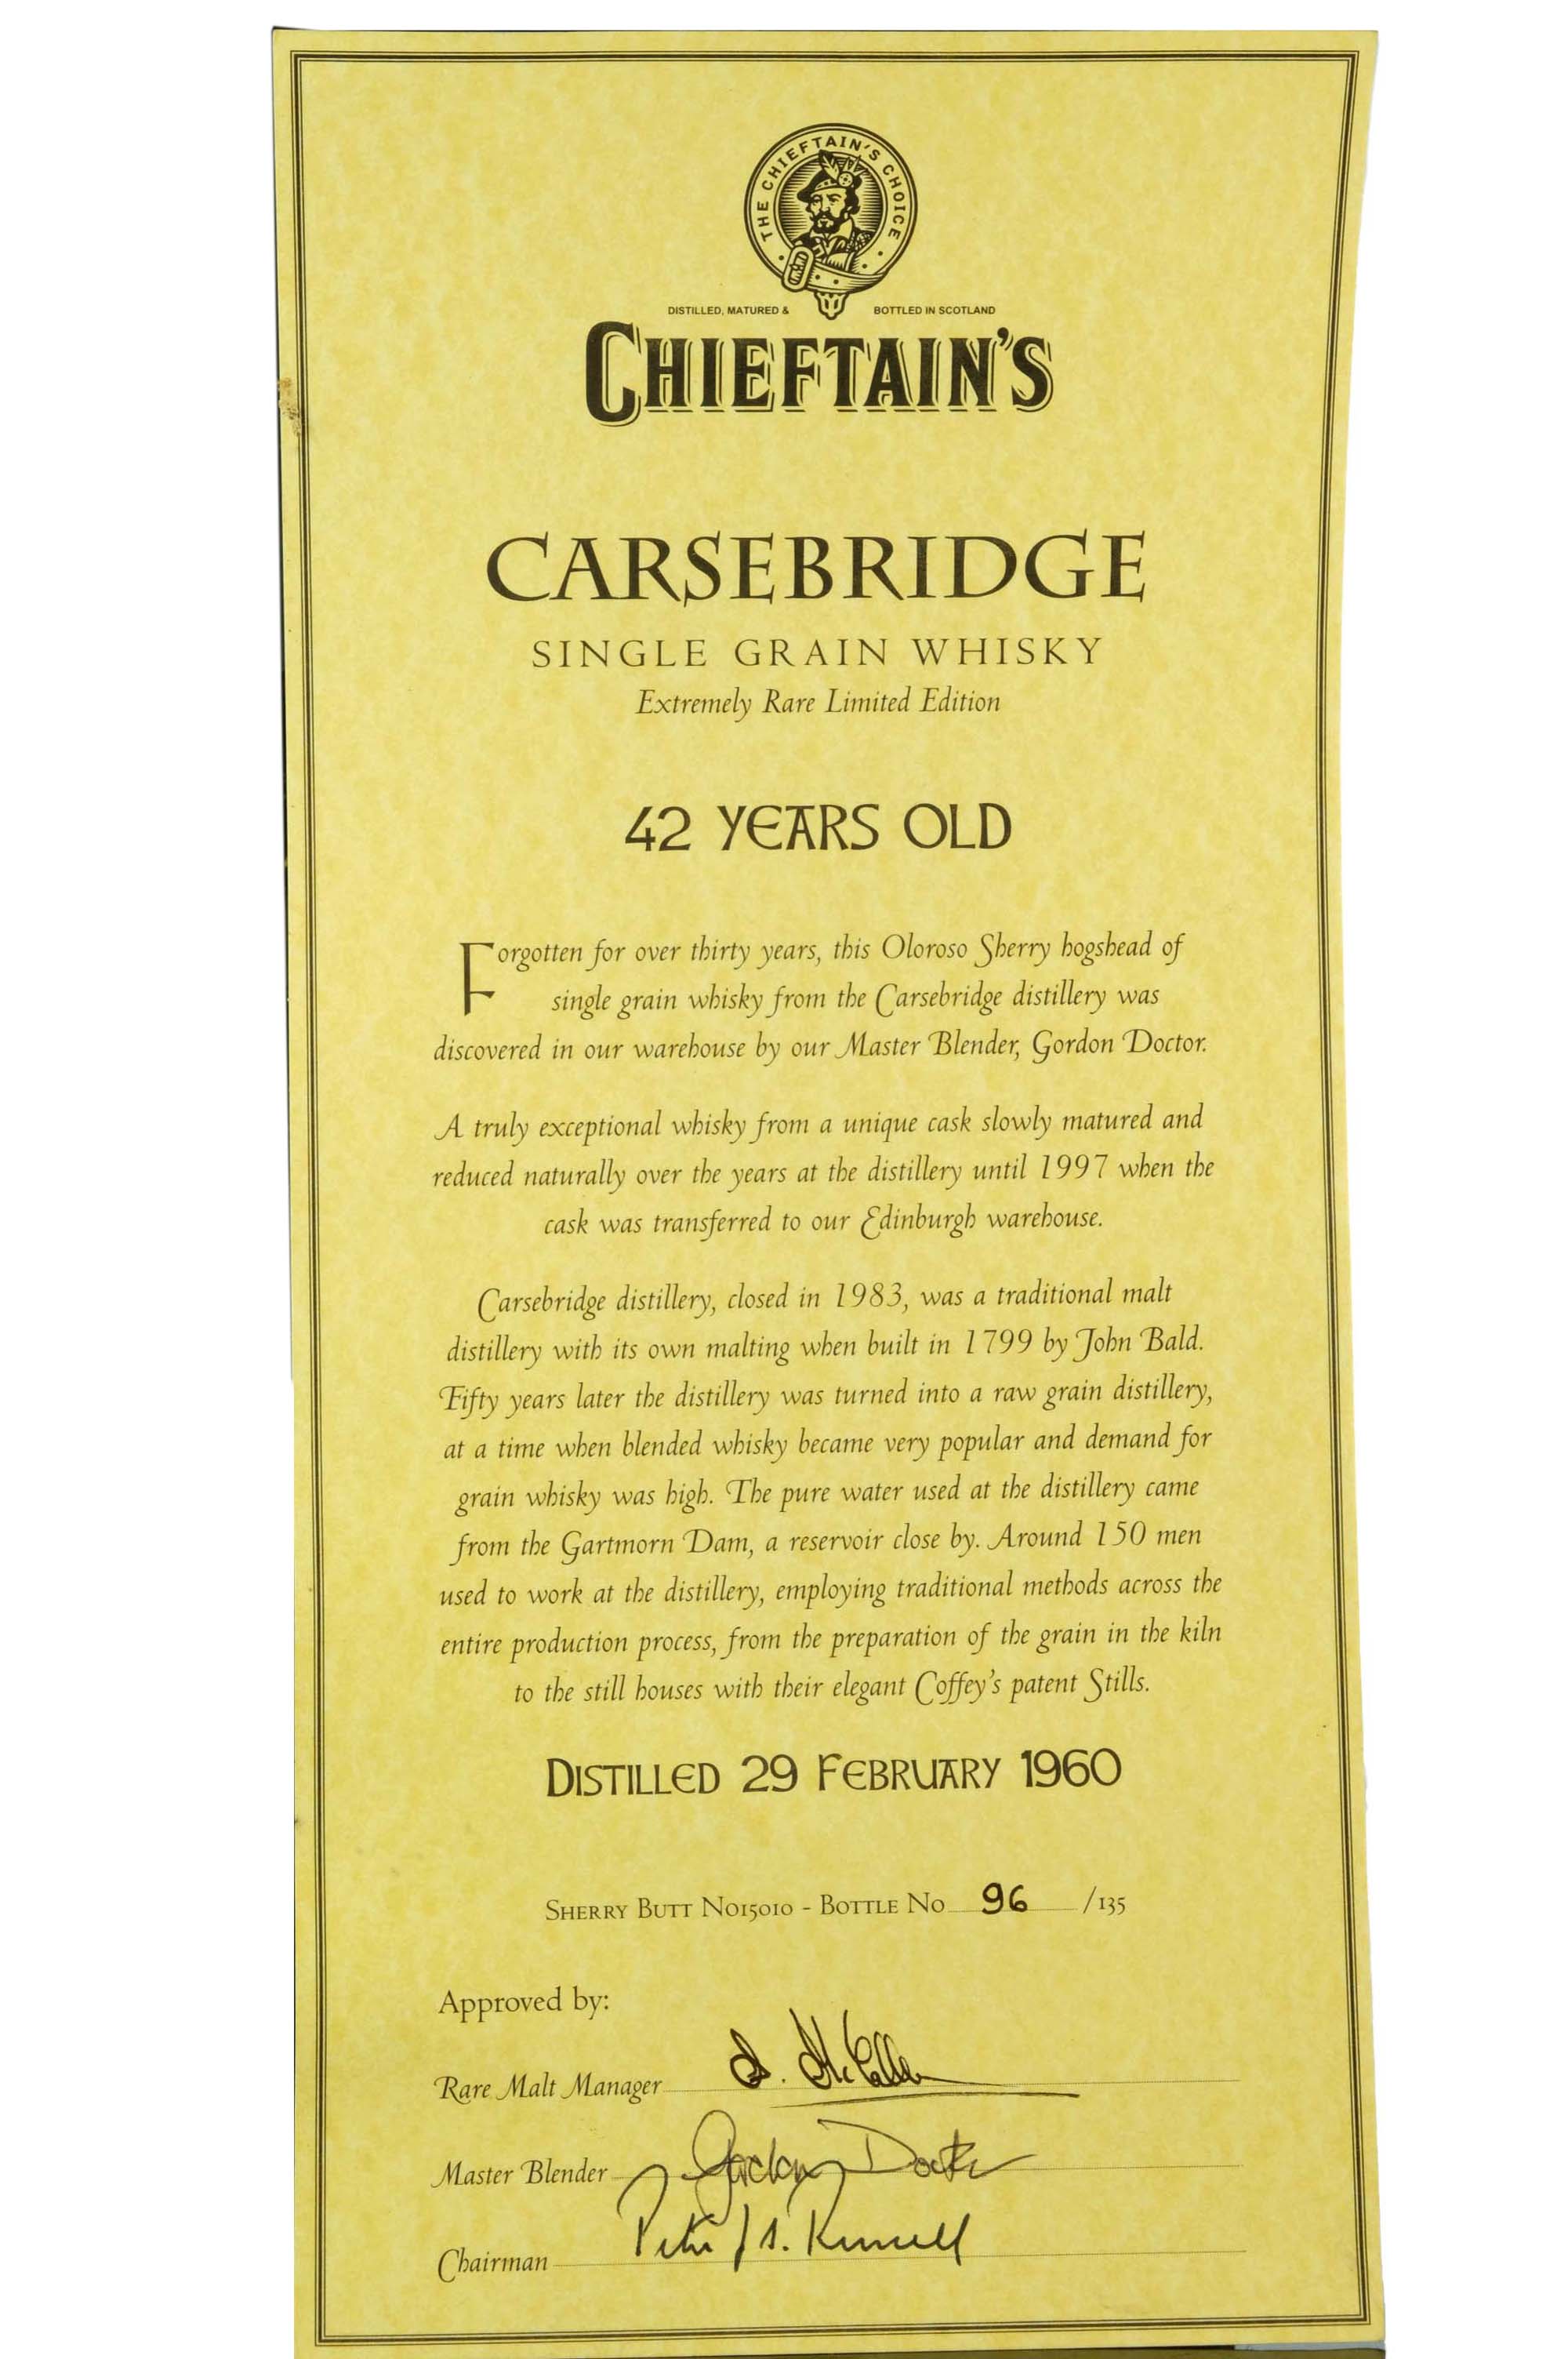 THE CHIEFTAIN'S CHOICE
DISTILLED, MATURED & BOTTLED IN SCOTLAND
CHIEFTAIN'S
CARSEBRIDGE
SINGLE GRAIN WHISKY
Extremely Rare Limited Edition
42 YEARS OLD
Forgotten for over thirty years, this Oloroso Sherry hogshead of
single grain whisky from the Carsebridge distillery was
discovered in our warehouse by our Master Blender, Gordon Doctor.
A truly exceptional whisky from a unique cask slowly matured and
reduced naturally over the years at the distillery until 1997 when the
cask was transferred to our Edinburgh warehouse.
Carsebridge distillery, closed in 1983, was a traditional malt
distillery with its own malting when built in 1799 by John Bald.
Fifty years later the distillery was turned into a raw grain distillery,
at a time when blended whisky became very popular and demand for
grain whisky was high. The pure water used at the distillery came
from the Gartmorn Dam, a reservoir close by. Around 150 men
used to work at the distillery, employing traditional methods across the
entire production process, from the preparation of the grain in the kiln
to the still houses with their elegant Coffey's patent Stills.
DISTILLED 29 FEBRUARY 1960
SHERRY BUTT NO15010 - BOTTLE NO 96 /135
Approved by:
Rare Malt Manager
Master Blender Gordon Doctor
Chairman Peter J S. Russell